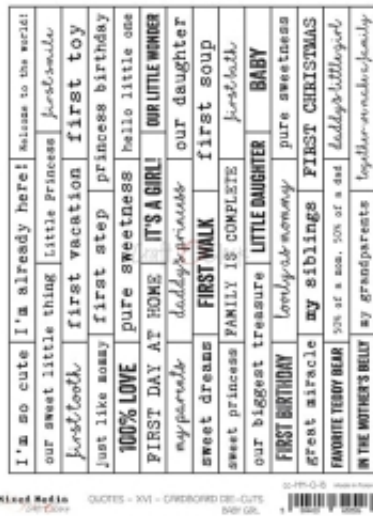 I'm so cute
I'm already here!
Welcome to the world!
our sweet little thing
Little Princess
first smile
first tooth
first vacation
first toy
just like mommy
first step
princess birthday
100% LOVE
pure sweetness
hello little one
FIRST DAY AT HOME
IT'S A GIRL!
OUR LITTLE WONDER
my parents
daddy's princess
our daughter
sweet dreams
FIRST WALK
first soup
sweet princess
FAMILY IS COMPLETE
first bath
our biggest treasure
LITTLE DAUGHTER
BABY
FIRST BIRTHDAY
lovely as mommy
pure sweetness
great miracle
my siblings
FIRST CHRISTMAS
FAVORITE TEDDY BEAR
50% of a mom, 50% of a dad
daddy's little girl
IN THE MOTHER'S BELLY
my grandparents
together we make a family
Mixed Media
QUOTES - XVI - CARDBOARD DIE-CUTS
BABY GIRL